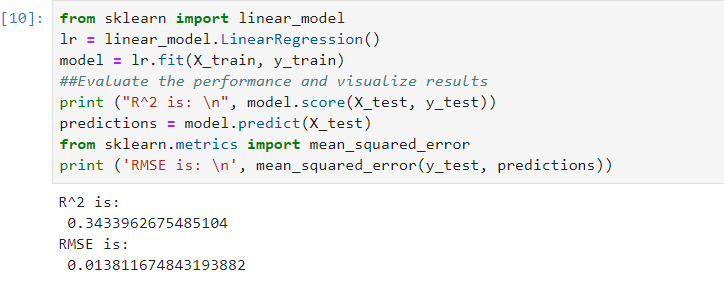 [10]: from sklearn import linear_model
lr = linear_model.LinearRegression()
model = lr.fit(X_train, y_train)
##Evaluate the performance and visualize results
print ("R^2 is: \n", model.score(X_test, y_test))
predictions = model.predict(X_test)
from sklearn.metrics import mean_squared_error
print ('RMSE is: \n', mean_squared_error(y_test, predictions))
R^2 is:
0.3433962675485104
RMSE is:
0.013811674843193882